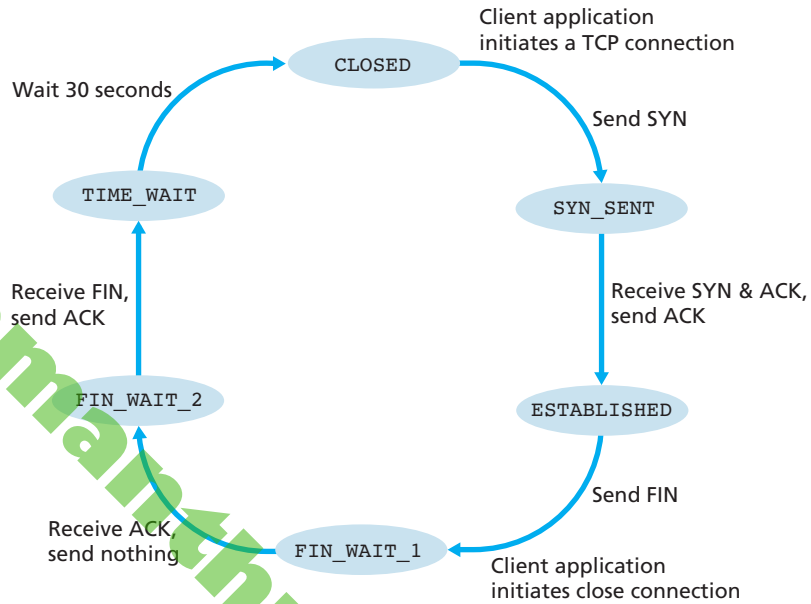 Client application
initiates a TCP connection
CLOSED
Wait 30 seconds
Send SYN
TIME_WAIT
SYN_SENT
Receive FIN,
send ACK
Receive SYN & ACK,
send ACK
FIN_WAIT_2
ESTABLISHED
Send FIN
Receive ACK,
send nothing
FIN_WAIT_1
Client application
initiates close connection